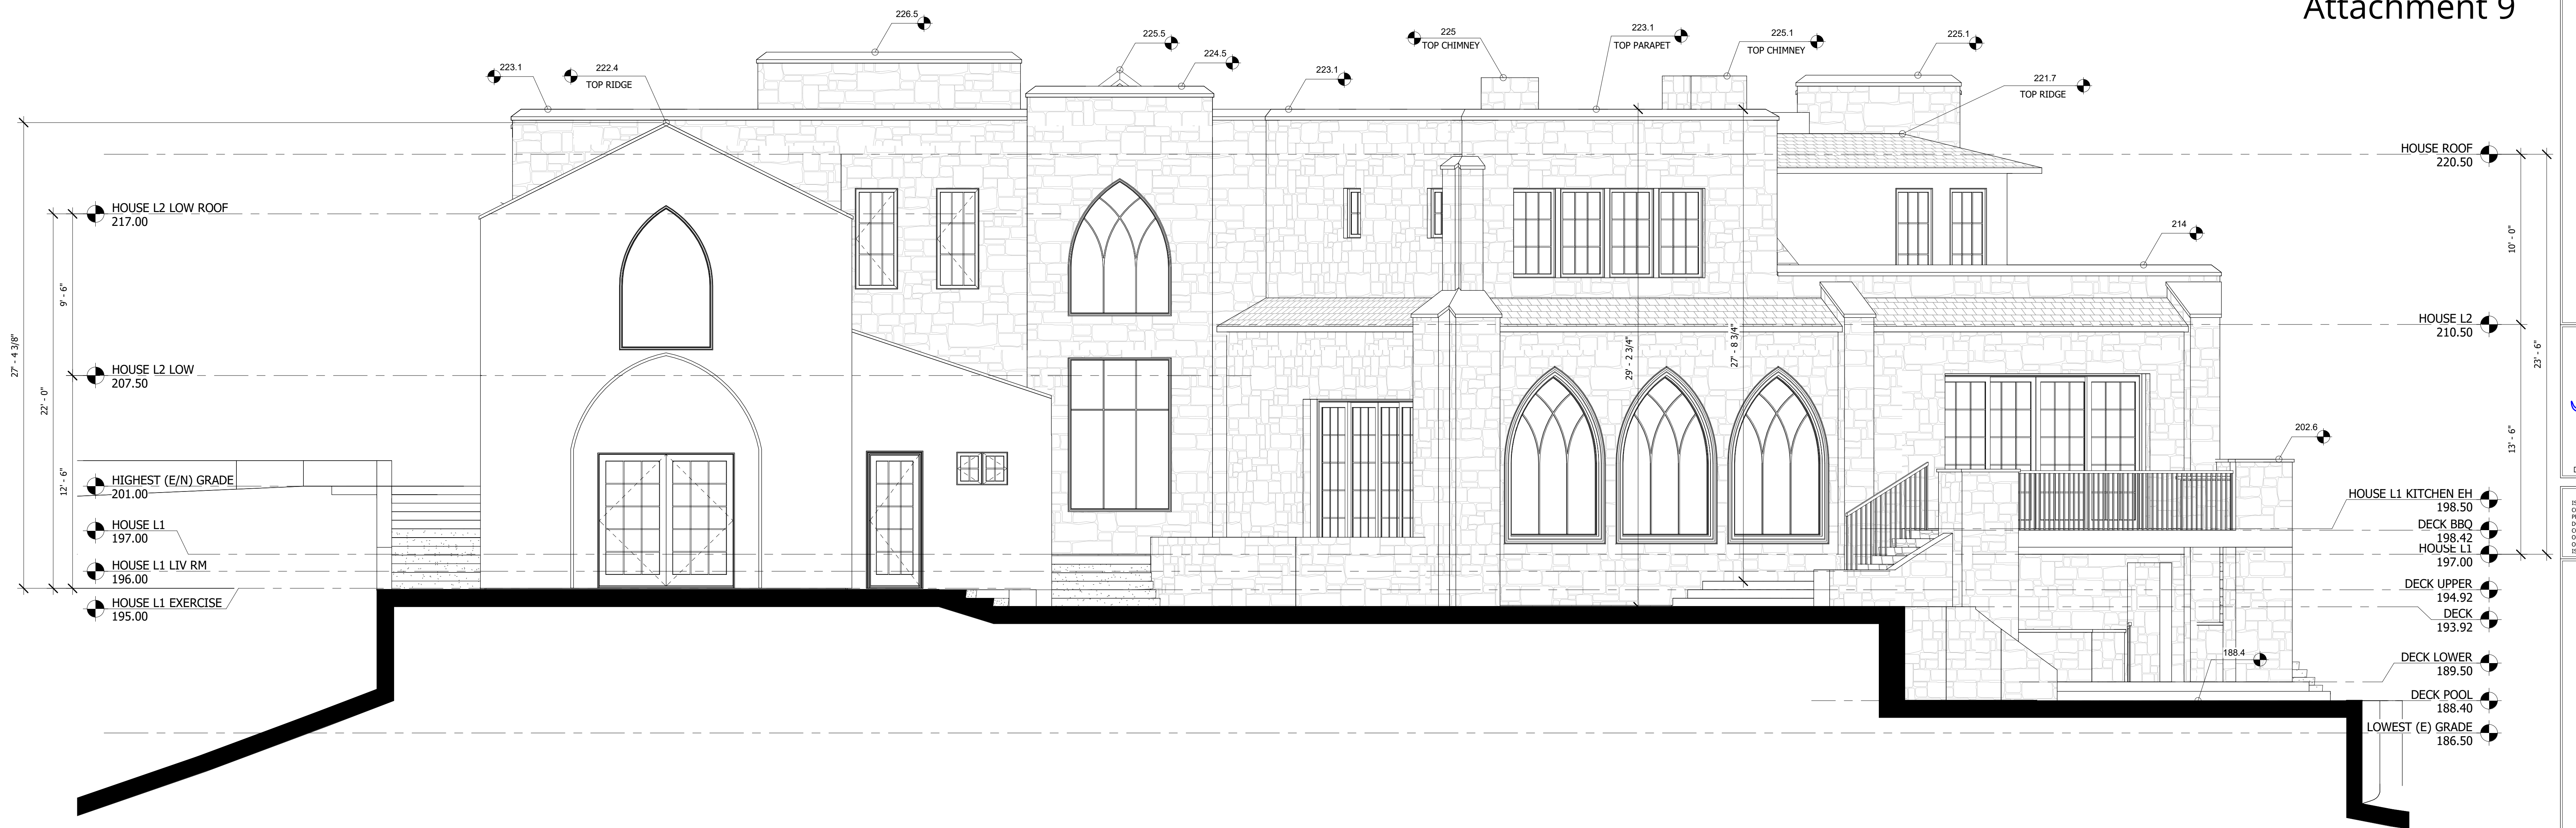 Attachment 9
226.5
225.5
224.5
223.1
222.4
TOP RIDGE
223.1
225
TOP CHIMNEY
223.1
TOP PARAPET
225.1
TOP CHIMNEY
225.1
221.7
TOP RIDGE
214
202.6
188.4
HOUSE L2 LOW ROOF
217.00
HOUSE L2 LOW
207.50
HIGHEST (E/N) GRADE
201.00
HOUSE L1
197.00
HOUSE L1 LIV RM
196.00
HOUSE L1 EXERCISE
195.00
27' - 4 3/8"
22' - 0"
9' - 6"
12' - 6"
29' - 2 3/4"
27' - 8 3/4"
HOUSE ROOF
220.50
HOUSE L2
210.50
HOUSE L1 KITCHEN EH
198.50
DECK BBQ
198.42
HOUSE L1
197.00
DECK UPPER
194.92
DECK
193.92
DECK LOWER
189.50
DECK POOL
188.40
LOWEST (E) GRADE
186.50
10' - 0"
13' - 6"
23' - 6"